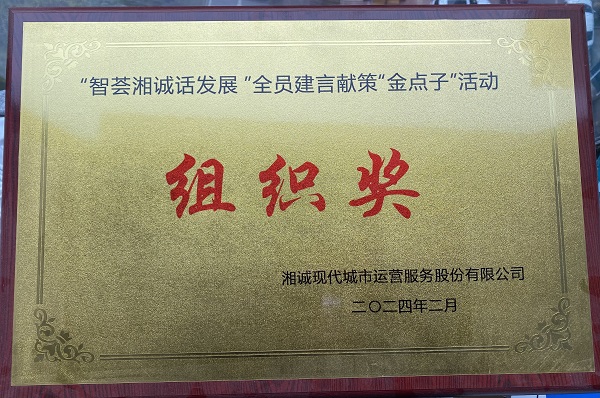 “智荟湘诚话发展”全员建言献策“金点子”活动
组织奖
湘诚现代城市运营服务股份有限公司
二〇二四年二月